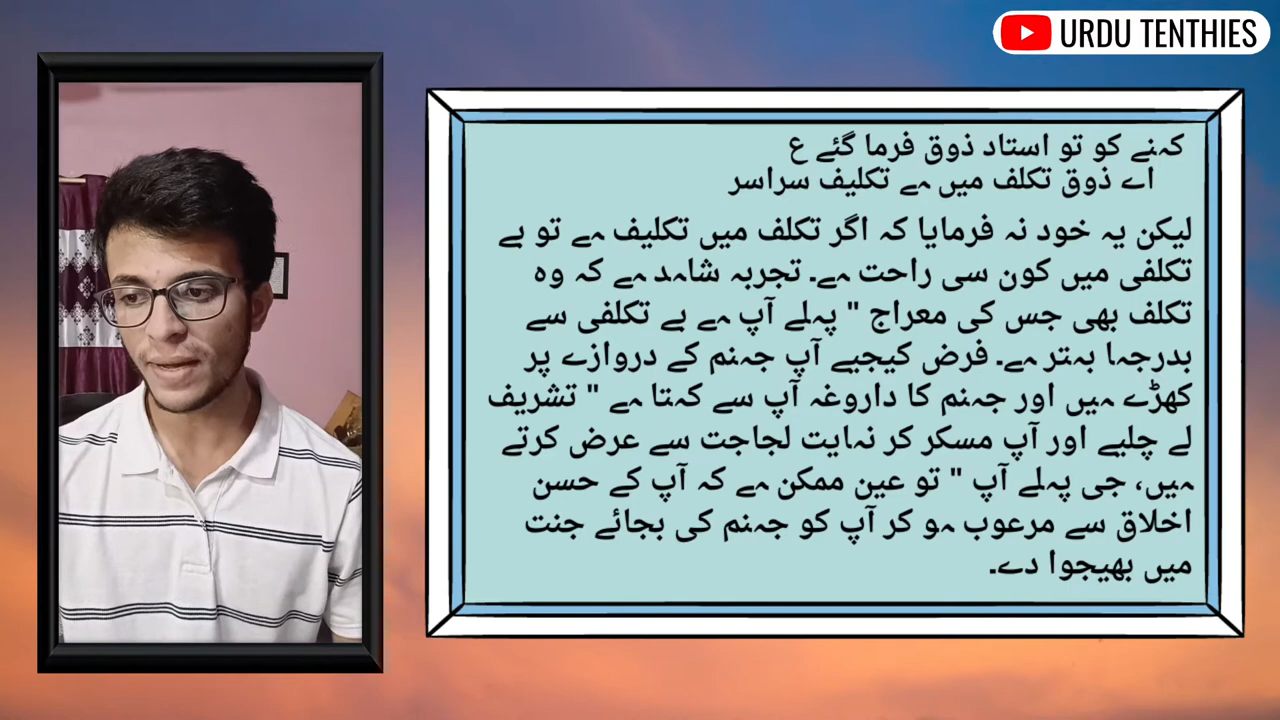 URDU TENTHIES
کہنے کو تو استاد ذوق فرما گئے ع
اے ذوق تکلف میں ہے تکلیف سراسر
لیکن یہ خود نہ فرمایا کہ اگر تکلف میں تکلیف ہے تو بے
تکلفی میں کون سی راحت ہے۔ تجربہ شاہد ہے کہ وہ
تکلف بھی جس کی معراج " پہلے آپ ہے بے تکلفی سے
بدرجہا بہتر ہے۔ فرض کیجیے آپ جہنم کے دروازے پر
کھڑے ہیں اور جہنم کا داروغہ آپ سے کہتا ہے " تشریف
لے چلیے اور آپ مسکر کر نہایت لجاجت سے عرض کرتے
ہیں، جی پہلے آپ " تو عین ممکن ہے کہ آپ کے حسن
اخلاق سے مرعوب ہو کر آپ کو جہنم کی بجائے جنت
میں بھیجوا دے۔